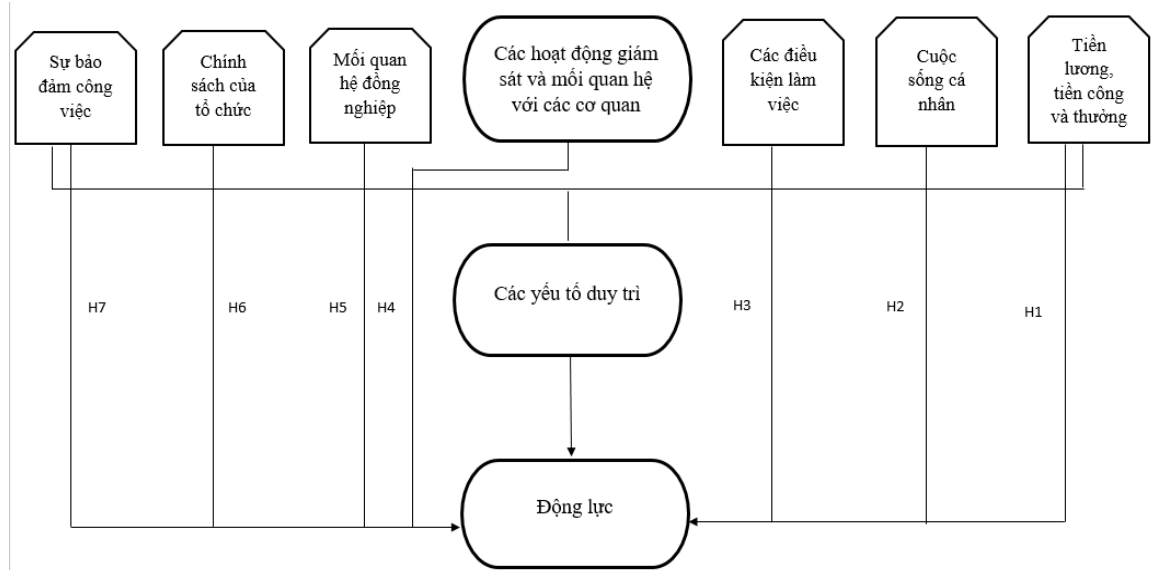 Sự bảo
đảm công
việc
Chính
sách của
tổ chức
Mối quan
hệ đồng
nghiệp
Các hoạt động giám
sát và mối quan hệ
với các cơ quan
Các điều
kiện làm
việc
Cuộc
sống cá
nhân
Tiền
lương,
tiền công
và thưởng
Các yếu tố duy trì
H7
H6
H5
H4
H3
H2
H1
Động lực